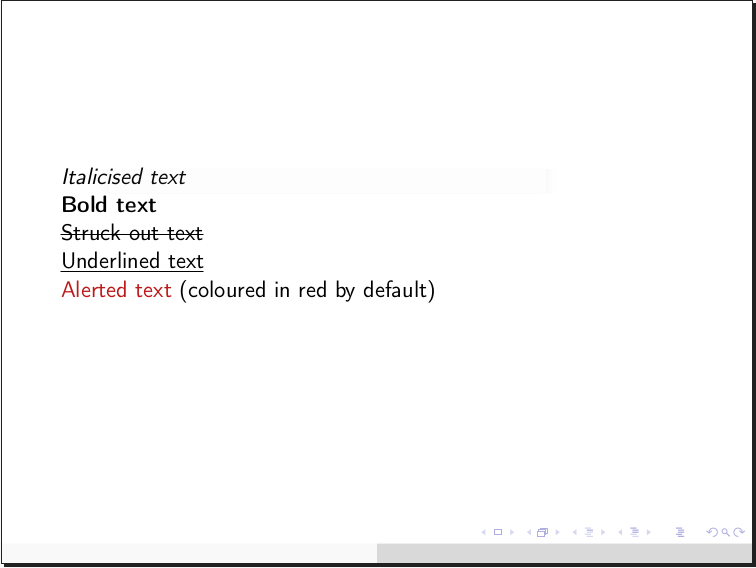 Italicised text
Bold text
Struck out text
Underlined text
Alerted text (coloured in red by default)